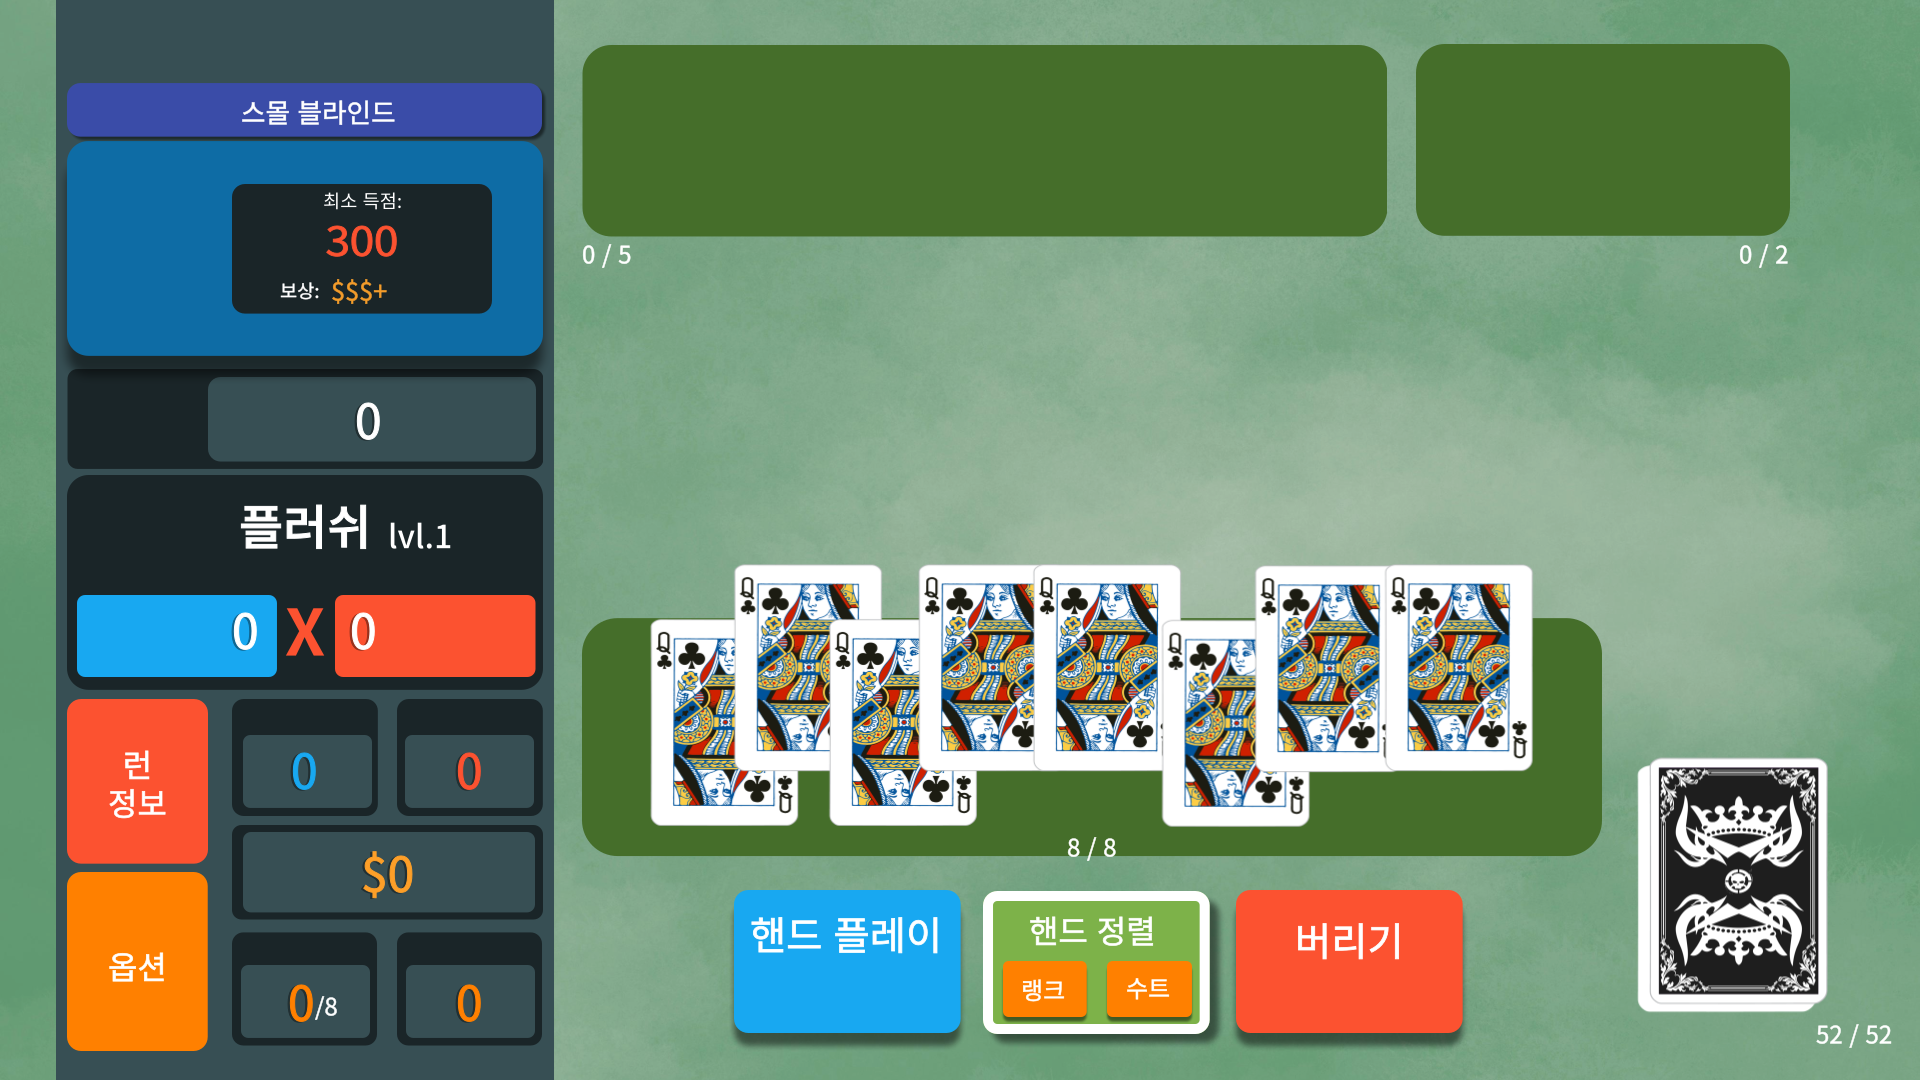 스몰 블라인드
최소 득점:
300
보상: $$$+
0
플러쉬 lvl.1
0 X 0
런
정보
0
0
$0
옵션
0/8
0
0 / 5
0 / 2
Q
Q
Q
Q
Q
Q
Q
Q
Q
Q
Q
Q
8 / 8
핸드 플레이
핸드 정렬
랭크
수트
버리기
52 / 52